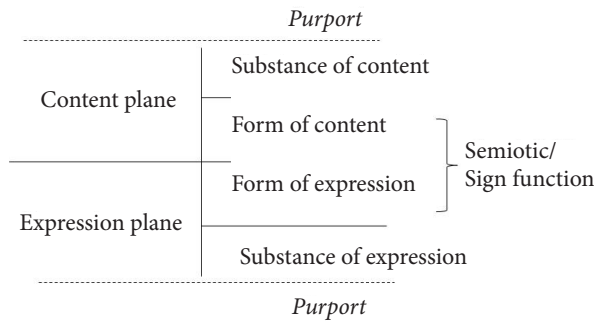 Purport
Substance of content
Content plane
Form of content
Semiotic/
Sign function
Form of expression
Expression plane
Substance of expression
Purport